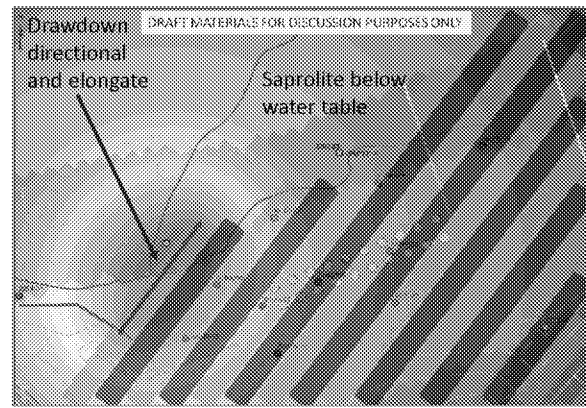 DRAFT MATERIALS FOR DISCUSSION PURPOSES ONLY
Drawdown
directional
and elongate
Saprolite below
water table